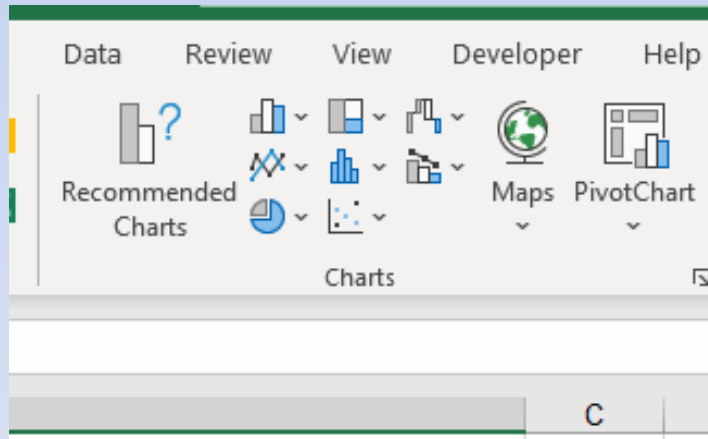 Data Review View Developer Help
Recommended
Charts
Maps PivotChart
Charts
C